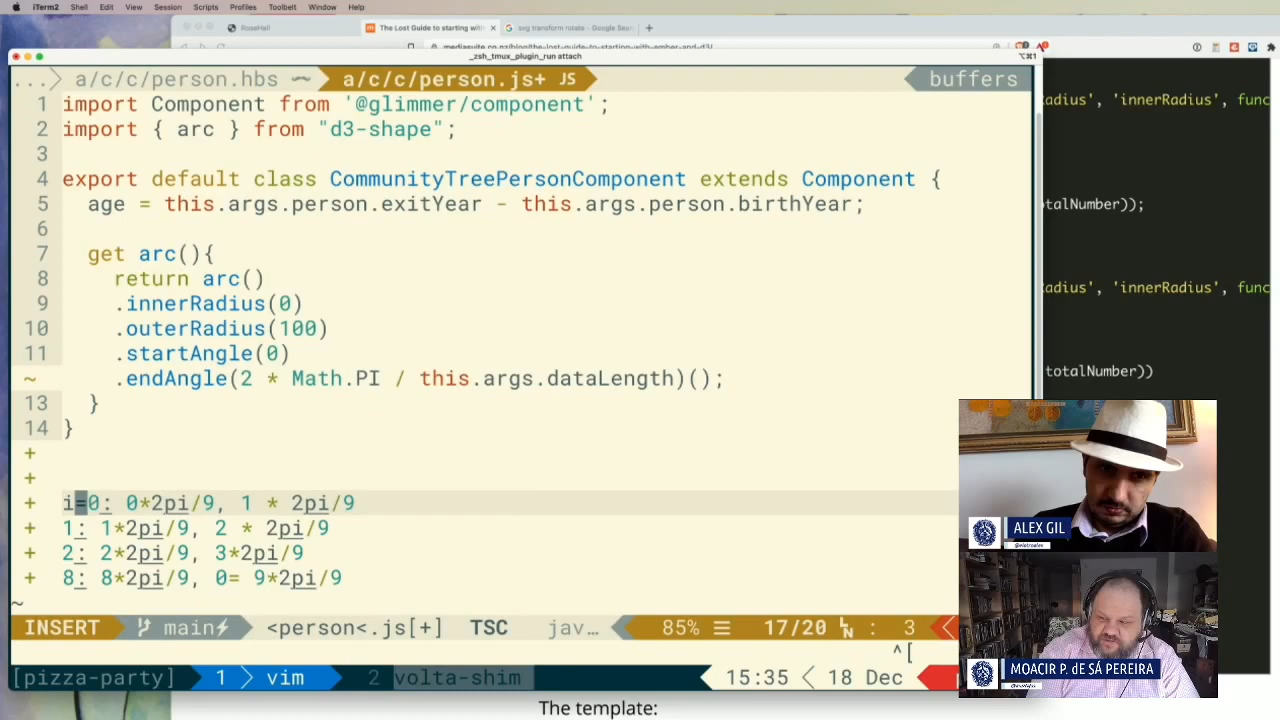 iTerm2 Shell Edit View Session Scripts Profiles Toolbelt Window Help
RoseHall
The Lost Guide to starting with
svg transform rotate - Google Sear
_zsh_tmux_plugin_run attach
⌥⌘1
... a/c/c/person.hbs a/c/c/person.js+ JS buffers
1 import Component from '@glimmer/component';
2 import { arc } from "d3-shape";
3
4 export default class CommunityTreePersonComponent extends Component {
5 age = this.args.person.exitYear - this.args.person.birthYear;
6
7 get arc(){
8 return arc()
9 .innerRadius(0)
10 .outerRadius(100)
11 .startAngle(0)
~ .endAngle(2 * Math.PI / this.args.dataLength)();
13 }
14 }
+
+
+ i=0: 0*2pi/9, 1 * 2pi/9
+ 1: 1*2pi/9, 2 * 2pi/9
+ 2: 2*2pi/9, 3*2pi/9
+ 8: 8*2pi/9, 0= 9*2pi/9
~
INSERT main <person<.js[+] TSC jav… 85% ☰ 17/20 : 3
^[
[pizza-party] 1 vim 2 volta-shim 15:35 18 Dec
adius', 'innerRadius', func
otalNumber));
Radius', 'innerRadius', func
totalNumber))
ALEX GIL
@elotroalex
MOACIR P. dE SÁ PEREIRA
The template: